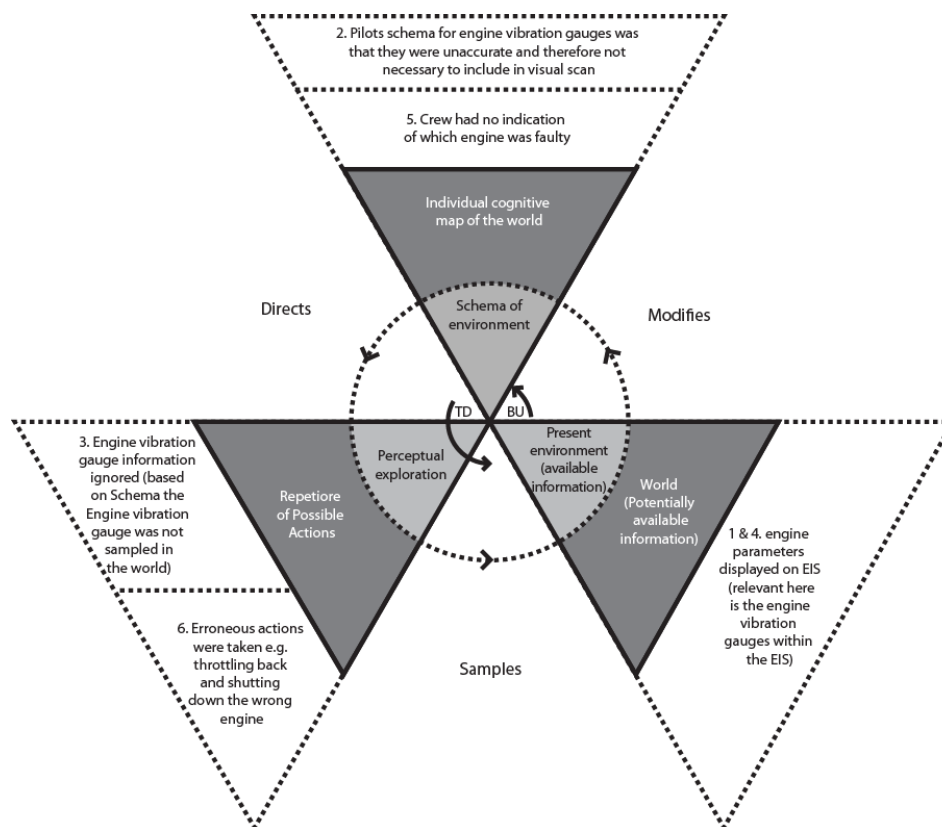 2. Pilots schema for engine vibration gauges was
that they were unaccurate and therefore not
necessary to include in visual scan
5. Crew had no indication
of which engine was faulty
Individual cognitive
map of the world
Schema of
environment
Directs
Modifies
TD
BU
3. Engine vibration
gauge information
ignored (based
on Schema the
Engine vibration
gauge was not
sampled in
the world)
Repetiore
of Possible
Actions
Perceptual
exploration
Present
environment
(available
information)
World
(Potentially
available
information)
1 & 4. engine
parameters
displayed on EIS
(relevant here
is the engine
vibration
gauges within
the EIS)
6. Erroneous actions
were taken e.g.
throttling back
and shutting
down the wrong
engine
Samples